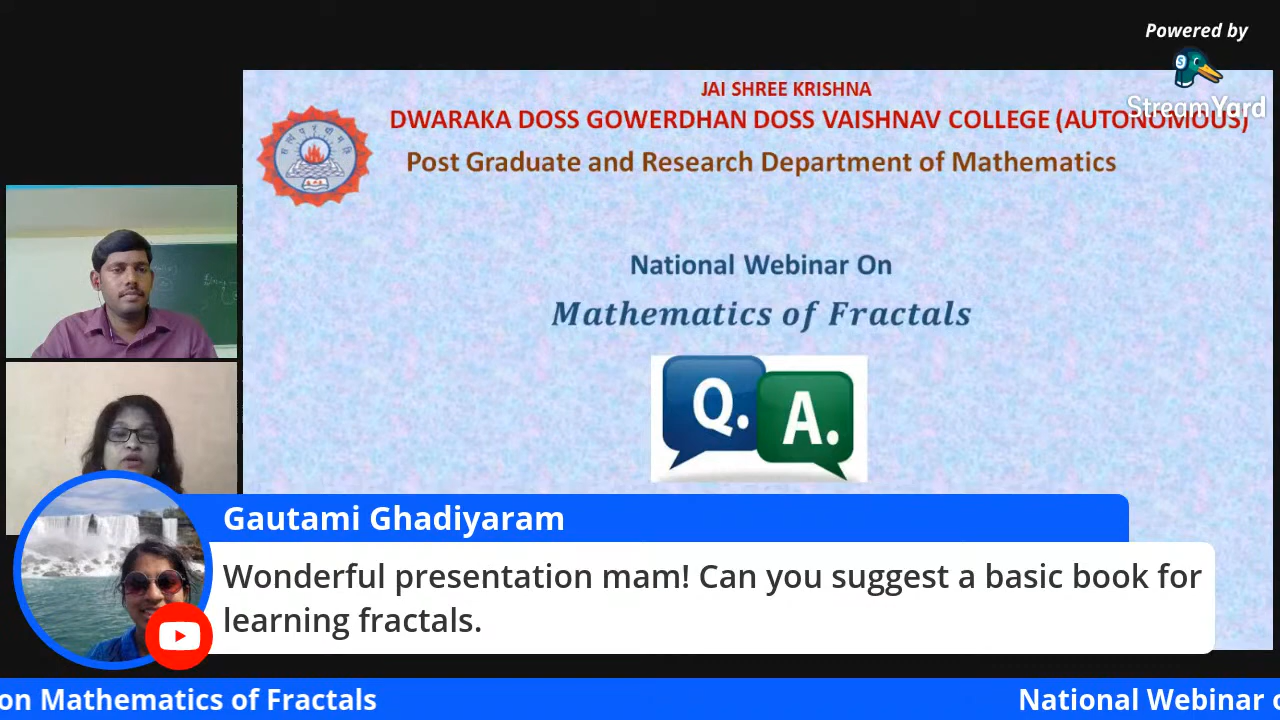 Powered by
StreamYard
JAI SHREE KRISHNA
DWARAKA DOSS GOWERDHAN DOSS VAISHNAV COLLEGE (AUTONOMOUS)
Post Graduate and Research Department of Mathematics
National Webinar On
Mathematics of Fractals
Q. A.
Gautami Ghadiyaram
Wonderful presentation mam! Can you suggest a basic book for
learning fractals.
on Mathematics of Fractals
National Webinar